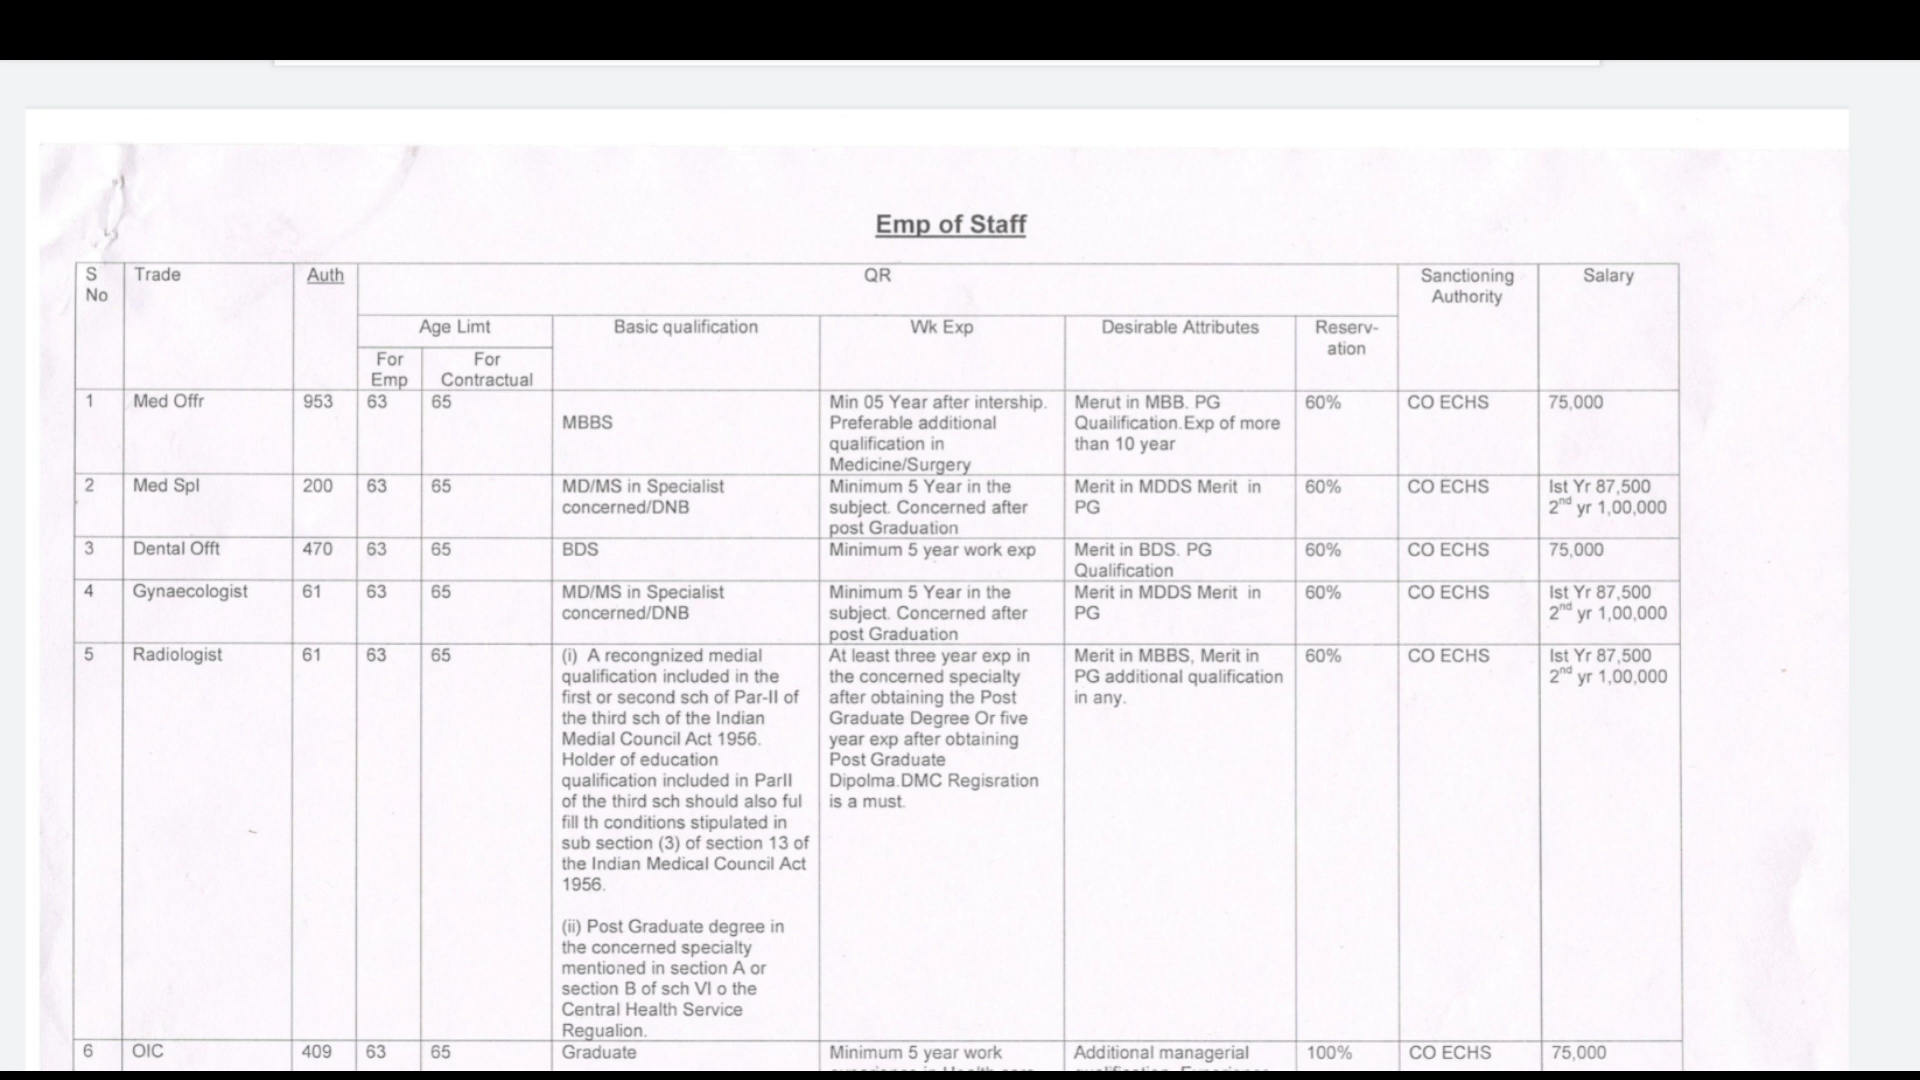 Emp of Staff
S No
Trade
Auth
QR
Sanctioning Authority
Salary
Age Limt
Basic qualification
Wk Exp
Desirable Attributes
Reserv-
ation
For Emp
For Contractual
1
Med Offr
953
63
65
MBBS
Min 05 Year after intership.
Preferable additional
qualification in
Medicine/Surgery
Merut in MBB. PG
Quailification.Exp of more
than 10 year
60%
CO ECHS
75,000
2
Med Spl
200
63
65
MD/MS in Specialist
concerned/DNB
Minimum 5 Year in the
subject. Concerned after
post Graduation
Merit in MDDS Merit in
PG
60%
CO ECHS
Ist Yr 87,500
2nd yr 1,00,000
3
Dental Offt
470
63
65
BDS
Minimum 5 year work exp
Merit in BDS. PG
Qualification
60%
CO ECHS
75,000
4
Gynaecologist
61
63
65
MD/MS in Specialist
concerned/DNB
Minimum 5 Year in the
subject. Concerned after
post Graduation
Merit in MDDS Merit in
PG
60%
CO ECHS
Ist Yr 87,500
2nd yr 1,00,000
5
Radiologist
61
63
65
(i) A recongnized medial
qualification included in the
first or second sch of Par-II of
the third sch of the Indian
Medial Council Act 1956.
Holder of education
qualification included in ParII
of the third sch should also ful
fill th conditions stipulated in
sub section (3) of section 13 of
the Indian Medical Council Act
1956.
(ii) Post Graduate degree in
the concerned specialty
mentioned in section A or
section B of sch VI o the
Central Health Service
Regualion.
At least three year exp in
the concerned specialty
after obtaining the Post
Graduate Degree Or five
year exp after obtaining
Post Graduate
Dipolma.DMC Regisration
is a must.
Merit in MBBS, Merit in
PG additional qualification
in any.
60%
CO ECHS
Ist Yr 87,500
2nd yr 1,00,000
6
OIC
409
63
65
Graduate
Minimum 5 year work
Additional managerial
100%
CO ECHS
75,000